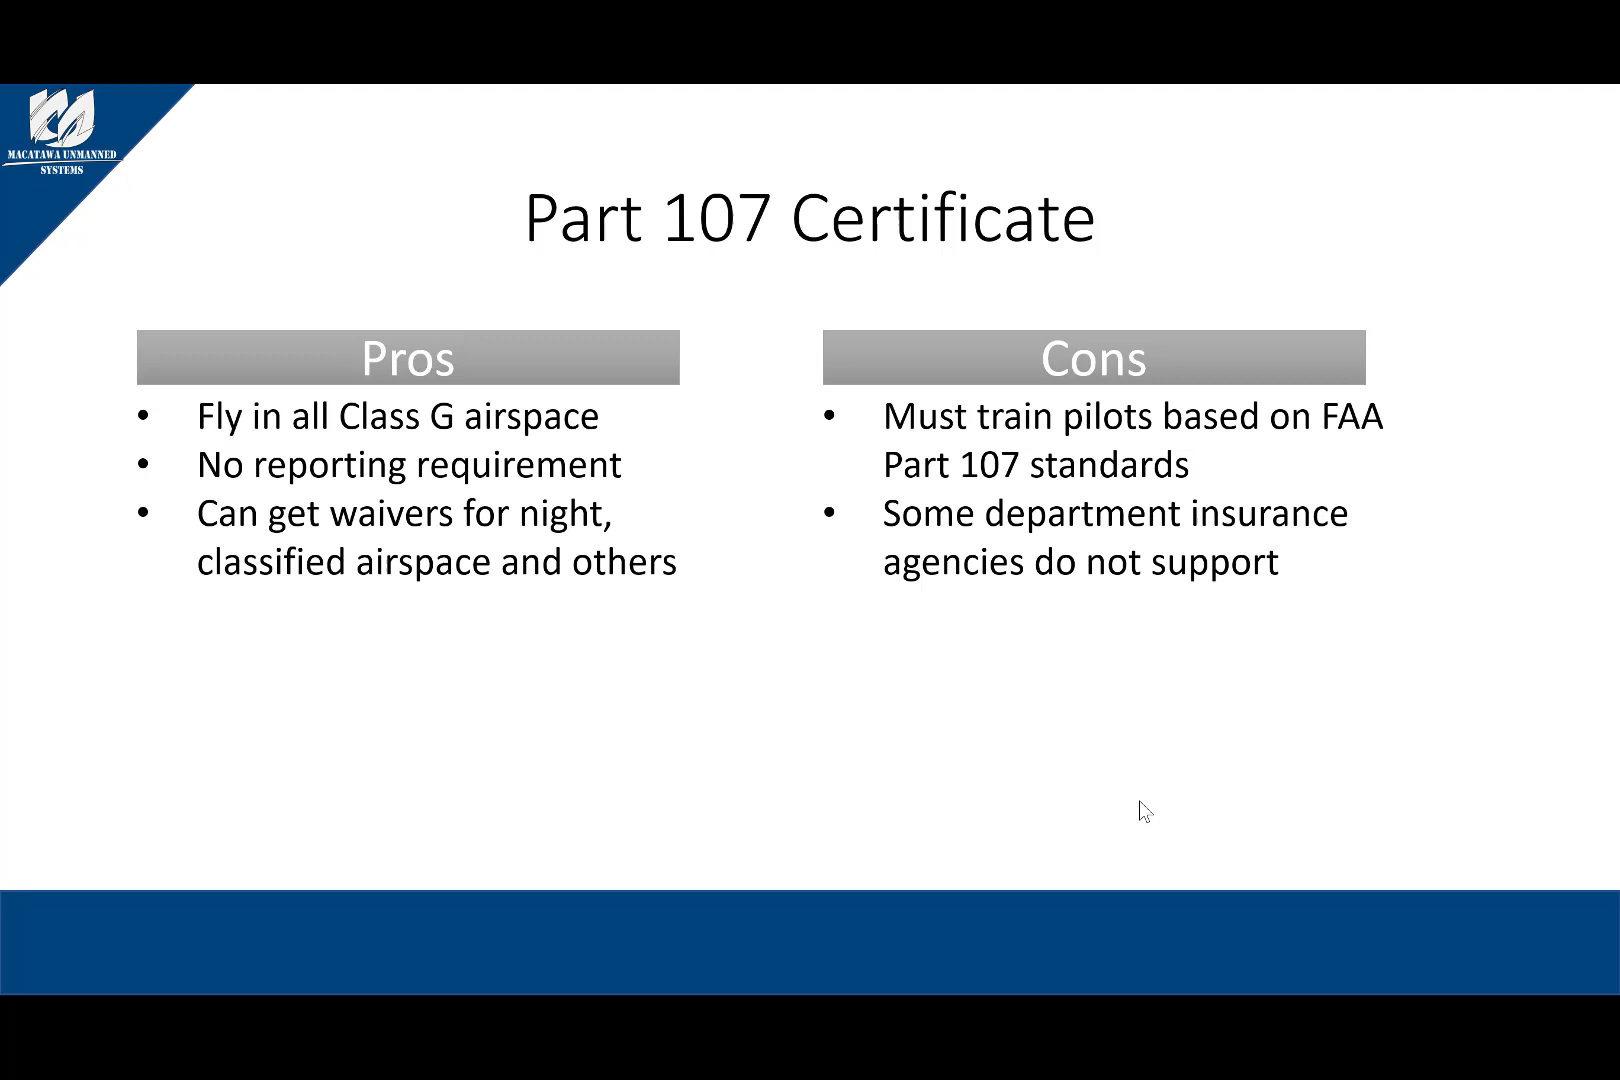 MACATAWA UNMANNED
SYSTEMS
Part 107 Certificate
Pros
• Fly in all Class G airspace
• No reporting requirement
• Can get waivers for night,
classified airspace and others
Cons
• Must train pilots based on FAA
Part 107 standards
• Some department insurance
agencies do not support